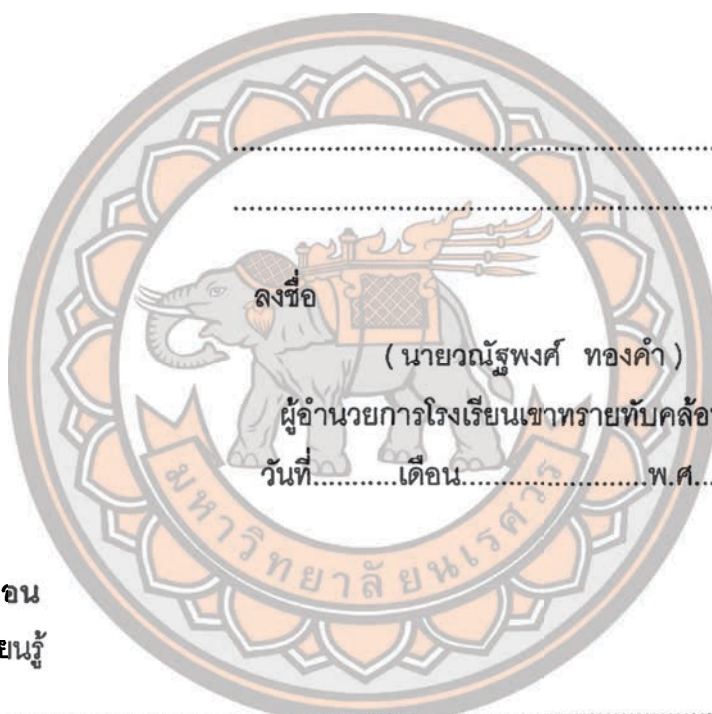 ................................................................
................................................................
ลงชื่อ
(นายวณัฐพงศ์ ทองคำ)
ผู้อำนวยการโรงเรียนเขาทรายทับคล้อ
วันที่...........เดือน........................พ.ศ....
มหาวิทยาลัยนเรศวร
อน
ยนรู้